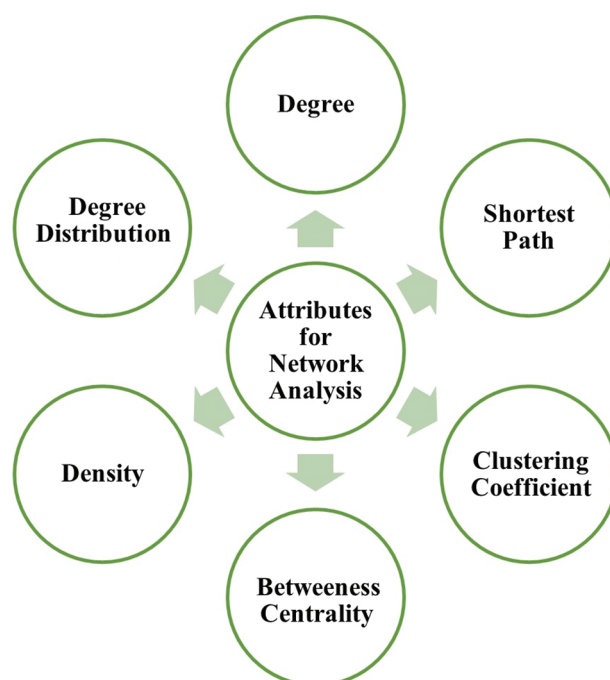 Degree
Degree
Distribution
Shortest
Path
Attributes
for
Network
Analysis
Density
Clustering
Coefficient
Betweeness
Centrality